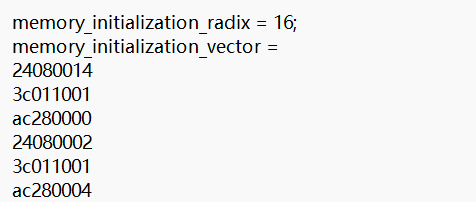 memory_initialization_radix = 16;
memory_initialization_vector =
24080014
3c011001
ac280000
24080002
3c011001
ac280004